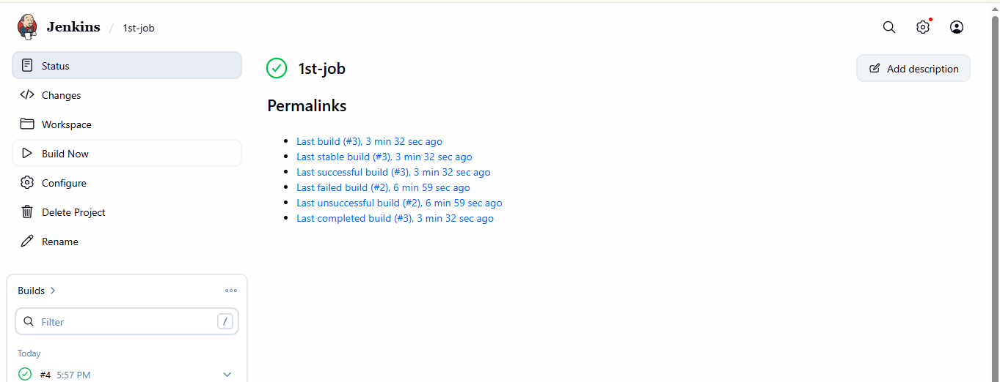 Jenkins / 1st-job
Status
Changes
Workspace
Build Now
Configure
Delete Project
Rename
Builds
Filter
/
Today
#4 5:57 PM
1st-job
Add description
Permalinks
Last build (#3), 3 min 32 sec ago
Last stable build (#3), 3 min 32 sec ago
Last successful build (#3), 3 min 32 sec ago
Last failed build (#2), 6 min 59 sec ago
Last unsuccessful build (#2), 6 min 59 sec ago
Last completed build (#3), 3 min 32 sec ago